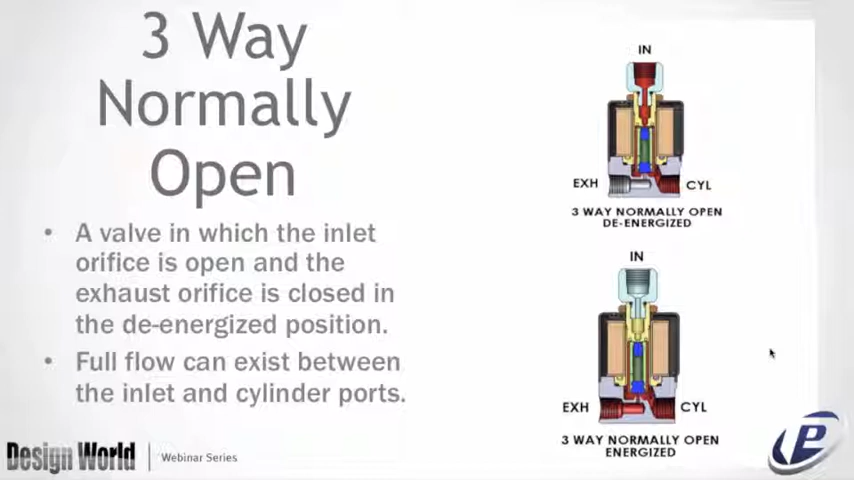 3 Way
Normally
Open
• A valve in which the inlet
orifice is open and the
exhaust orifice is closed in
the de-energized position.
• Full flow can exist between
the inlet and cylinder ports.
IN
EXH
CYL
3 WAY NORMALLY OPEN
DE-ENERGIZED
IN
EXH
CYL
3 WAY NORMALLY OPEN
ENERGIZED
Design World
Webinar Series
P